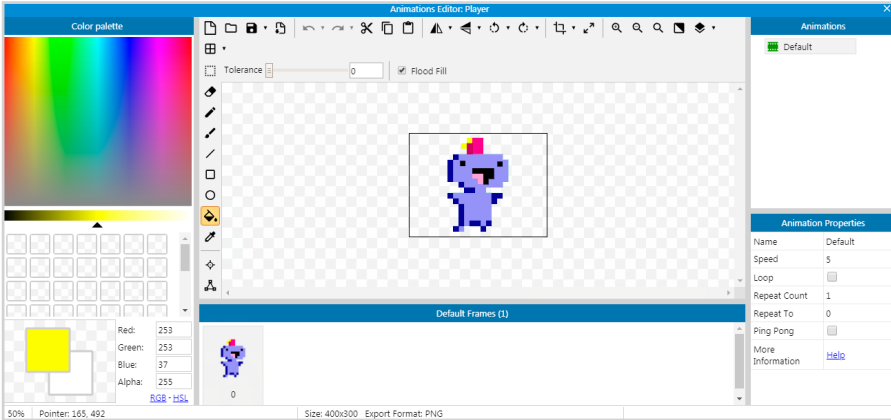 Animations Editor: Player
Color palette
Tolerance 0 Flood Fill
Animations
Default
Animation Properties
Name Default
Speed 5
Loop
Repeat Count 1
Repeat To 0
Ping Pong
More
Information Help
Default Frames (1)
0
Red: 253
Green: 253
Blue: 37
Alpha: 255
RGB - HSL
50% Pointer: 165, 492 Size: 400x300 Export Format: PNG